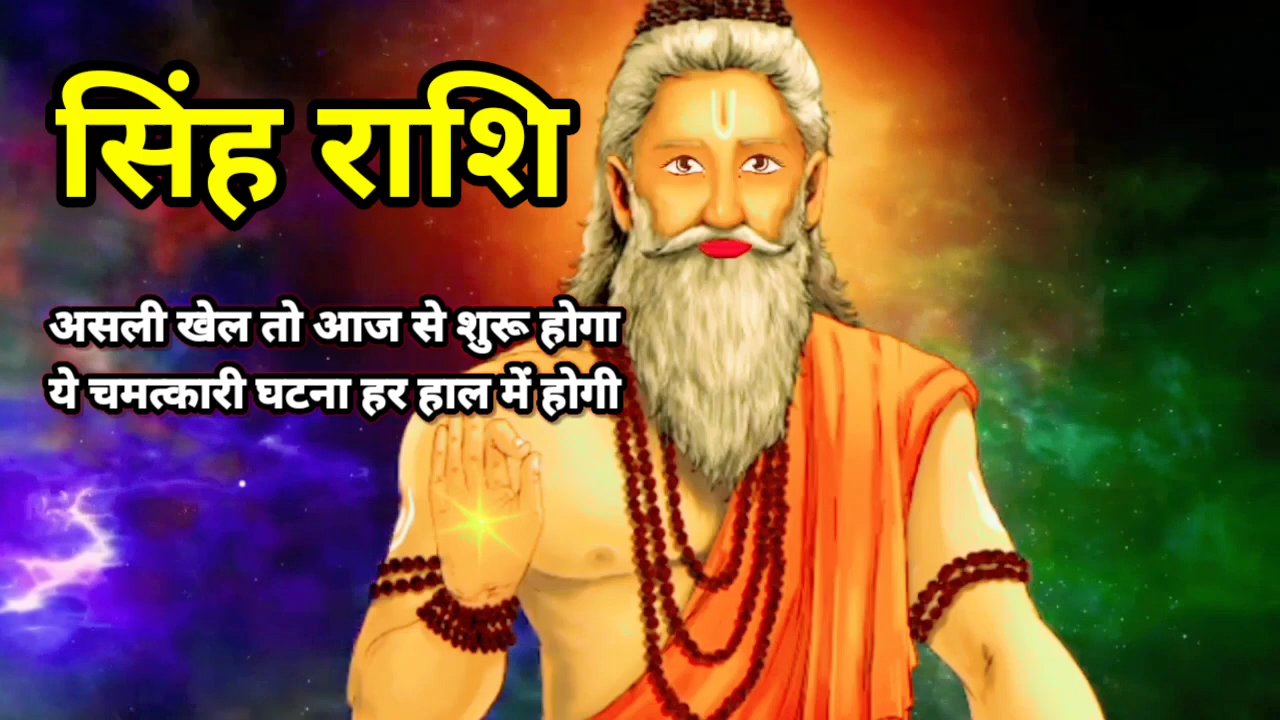 सिंह राशि
असली खेल तो आज से शुरू होगा
ये चमत्कारी घटना हर हाल में होगी